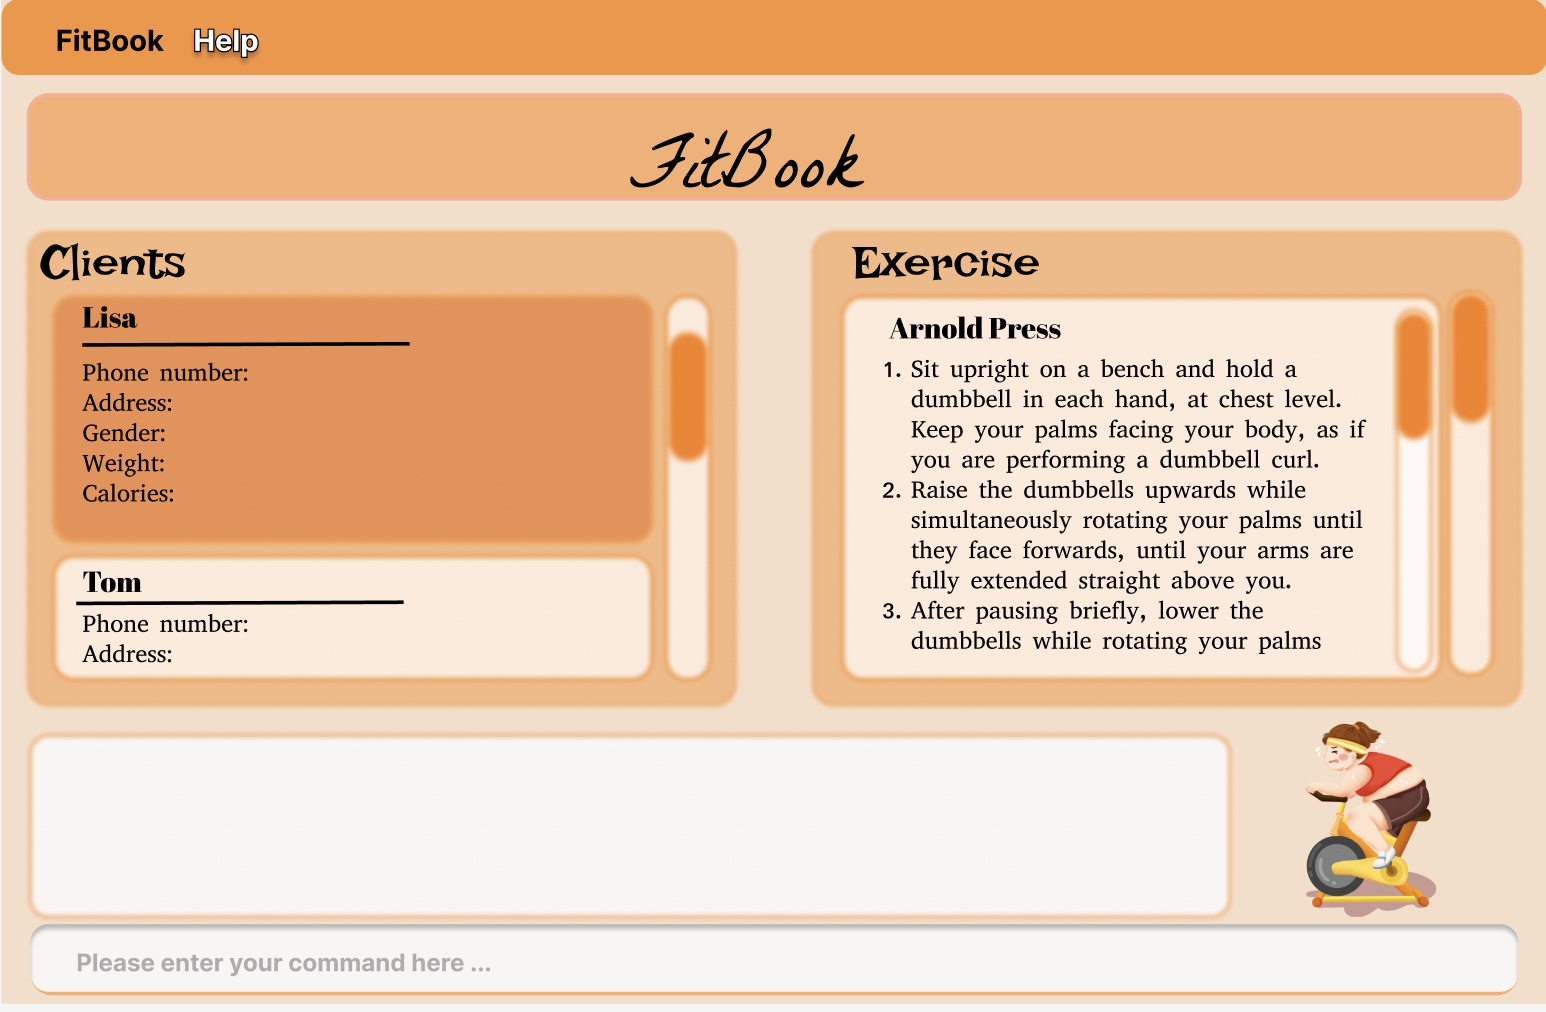 FitBook Help
FitBook
Clients
Lisa
Phone number:
Address:
Gender:
Weight:
Calories:
Tom
Phone number:
Address:
Exercise
Arnold Press
1. Sit upright on a bench and hold a
dumbbell in each hand, at chest level.
Keep your palms facing your body, as if
you are performing a dumbbell curl.
2. Raise the dumbbells upwards while
simultaneously rotating your palms until
they face forwards, until your arms are
fully extended straight above you.
3. After pausing briefly, lower the
dumbbells while rotating your palms
Please enter your command here ...